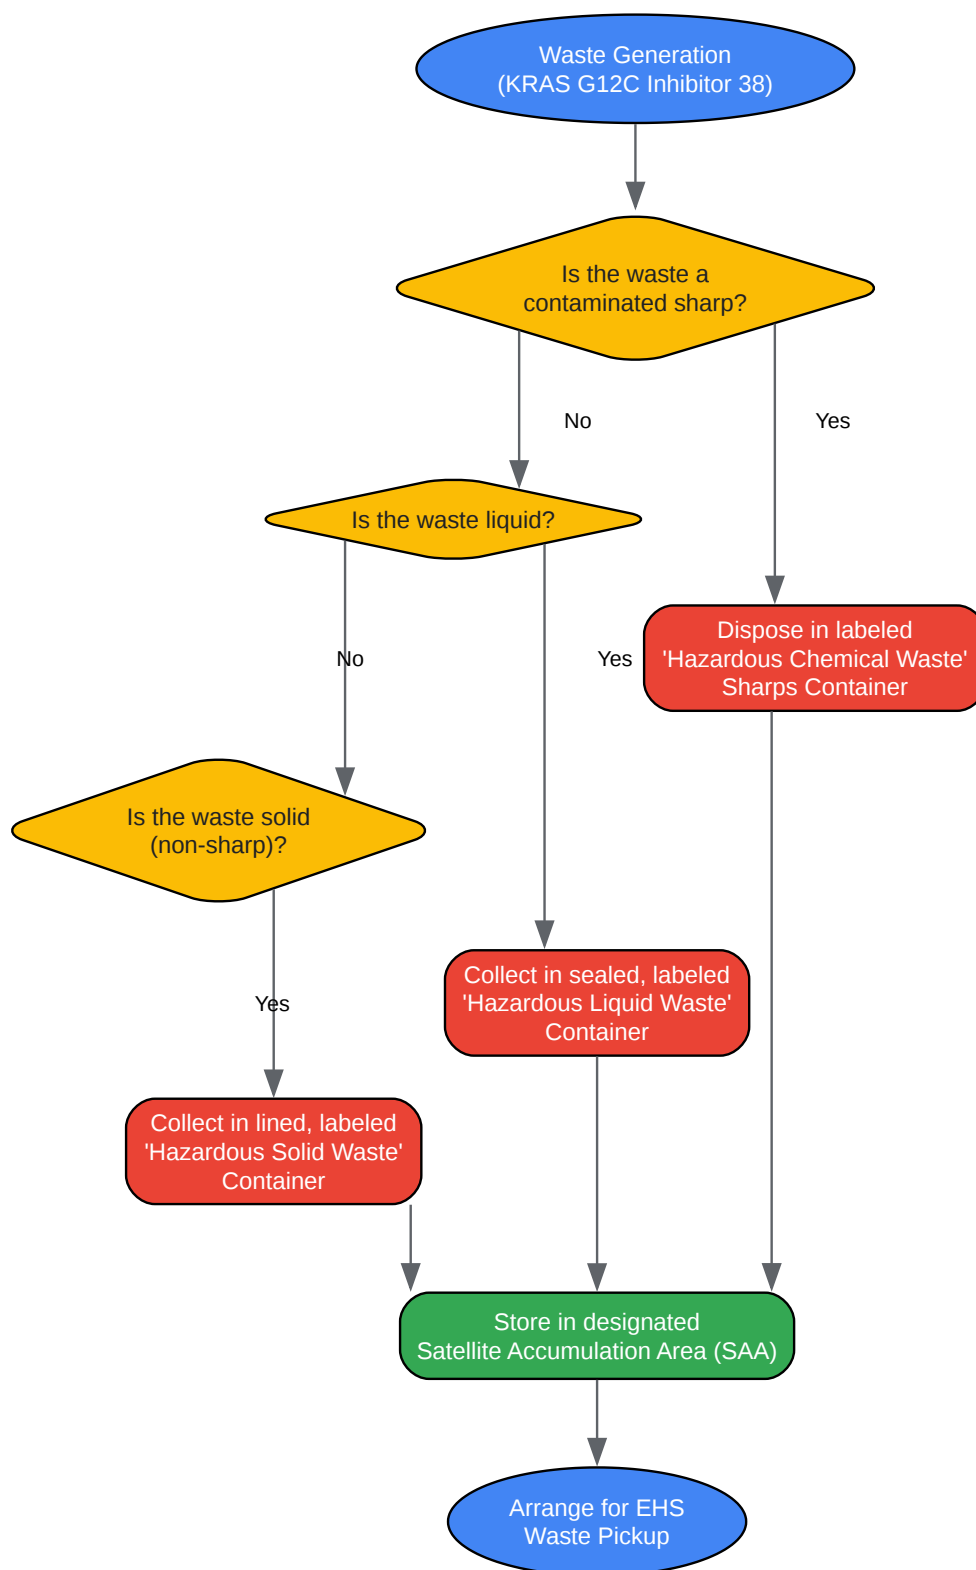 Waste Generation
(KRAS G12C Inhibitor 38)
Is the waste a
contaminated sharp?
No
Yes
Is the waste liquid?
No
Yes
Dispose in labeled
'Hazardous Chemical Waste'
Sharps Container
Is the waste solid
(non-sharp)?
Yes
Collect in sealed, labeled
'Hazardous Liquid Waste'
Container
Collect in lined, labeled
'Hazardous Solid Waste'
Container
Store in designated
Satellite Accumulation Area (SAA)
Arrange for EHS
Waste Pickup